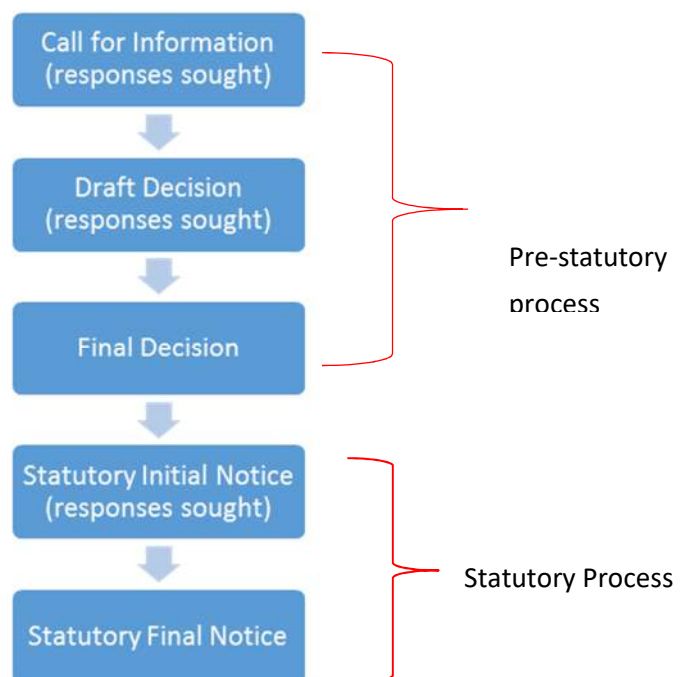 Call for Information
(responses sought)
Draft Decision
(responses sought)
Pre-statutory
process
Final Decision
Statutory Initial Notice
(responses sought)
Statutory Process
Statutory Final Notice